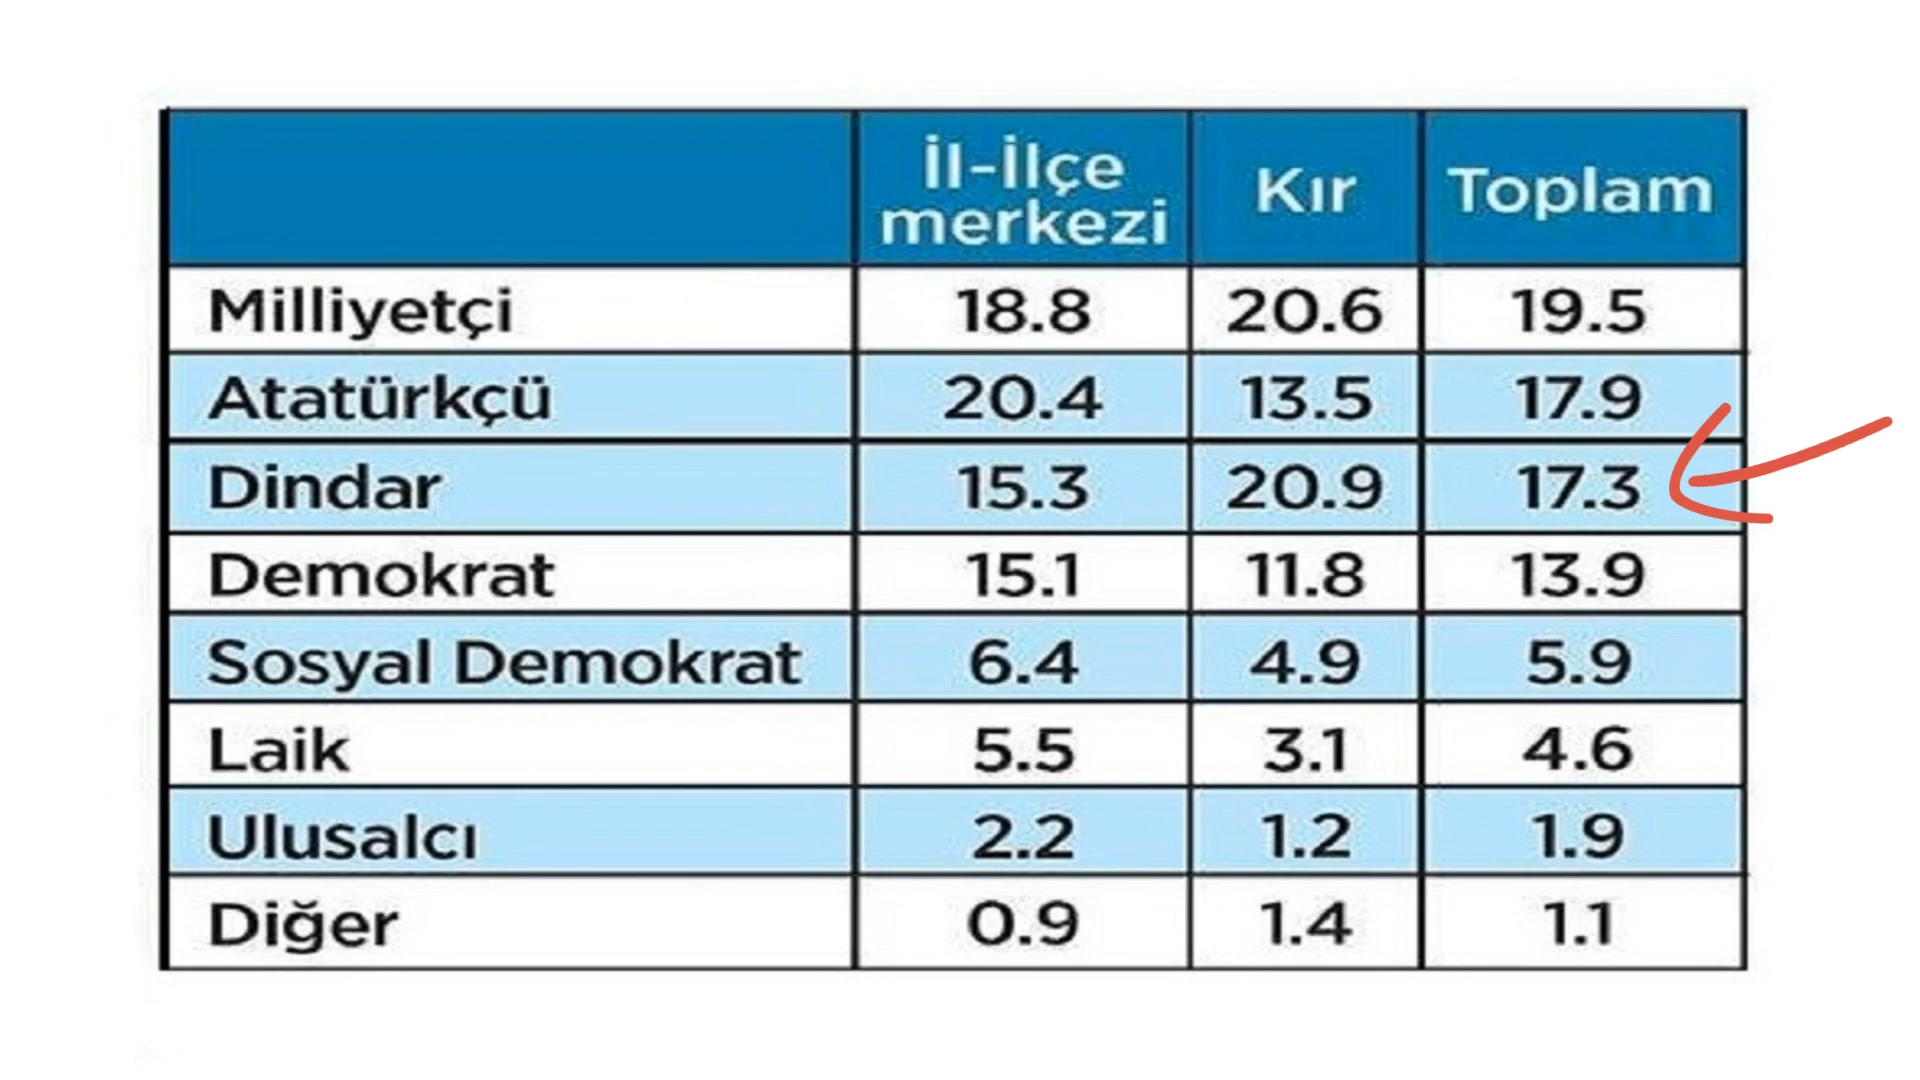 İl-İlçe merkezi Kır Toplam
Milliyetçi 18.8 20.6 19.5
Atatürkçü 20.4 13.5 17.9
Dindar 15.3 20.9 17.3
Demokrat 15.1 11.8 13.9
Sosyal Demokrat 6.4 4.9 5.9
Laik 5.5 3.1 4.6
Ulusalcı 2.2 1.2 1.9
Diğer 0.9 1.4 1.1